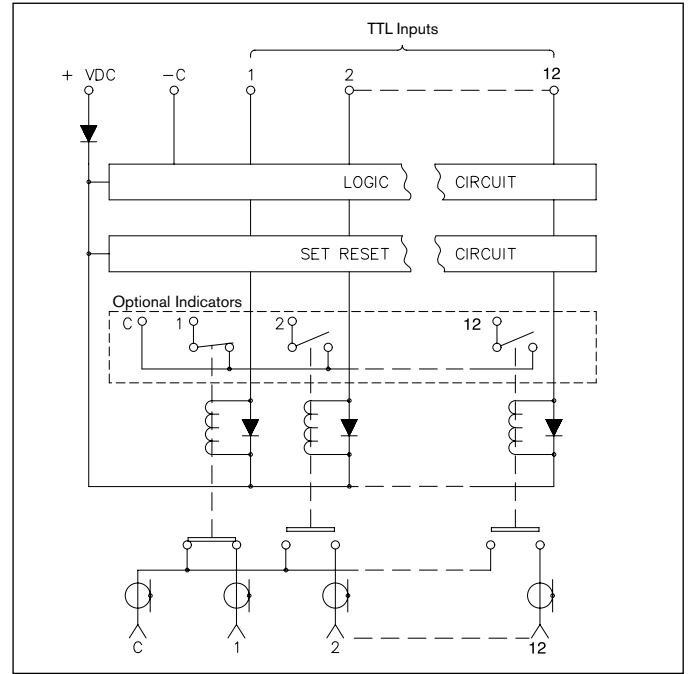 TTL Inputs
+ VDC -C 1 2 12
LOGIC CIRCUIT
SET RESET CIRCUIT
Optional Indicators
C 1 2 12
C 1 2 12